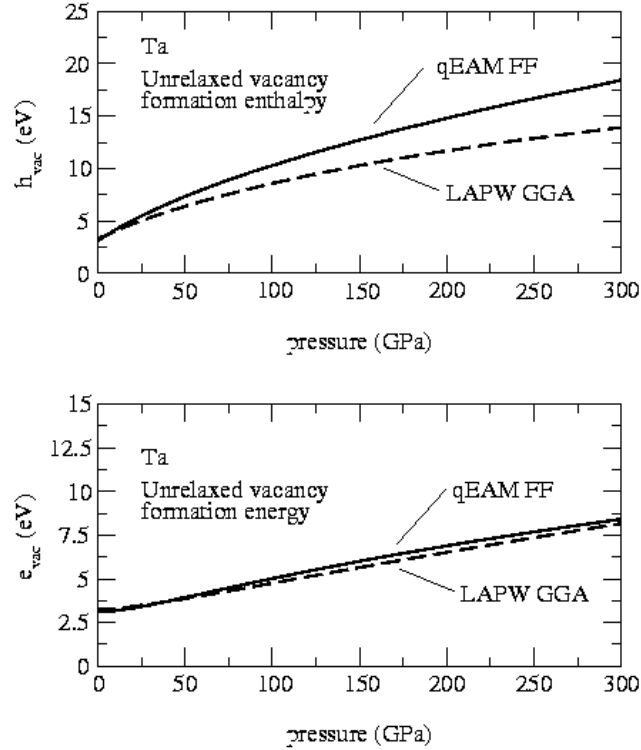 25
20
15
10
5
0
h_vac (eV)
Ta
Unrelaxed vacancy
formation enthalpy
qEAM FF
LAPW GGA
0 50 100 150 200 250 300
pressure (GPa)
15
12.5
10
7.5
5
2.5
0
e_vac (eV)
Ta
Unrelaxed vacancy
formation energy
qEAM FF
LAPW GGA
0 50 100 150 200 250 300
pressure (GPa)